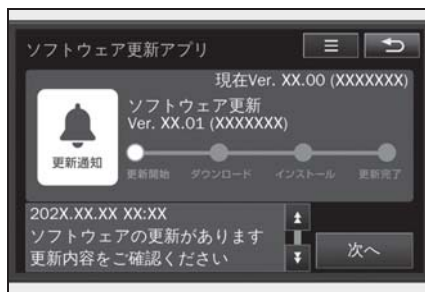 ソフトウェア更新アプリ
現在Ver. XX.00 (XXXXXXX)
ソフトウェア更新
Ver. XX.01 (XXXXXXX)
更新通知
更新開始 ダウンロード インストール 更新完了
202X.XX.XX XX:XX
ソフトウェアの更新があります
更新内容をご確認ください
次へ